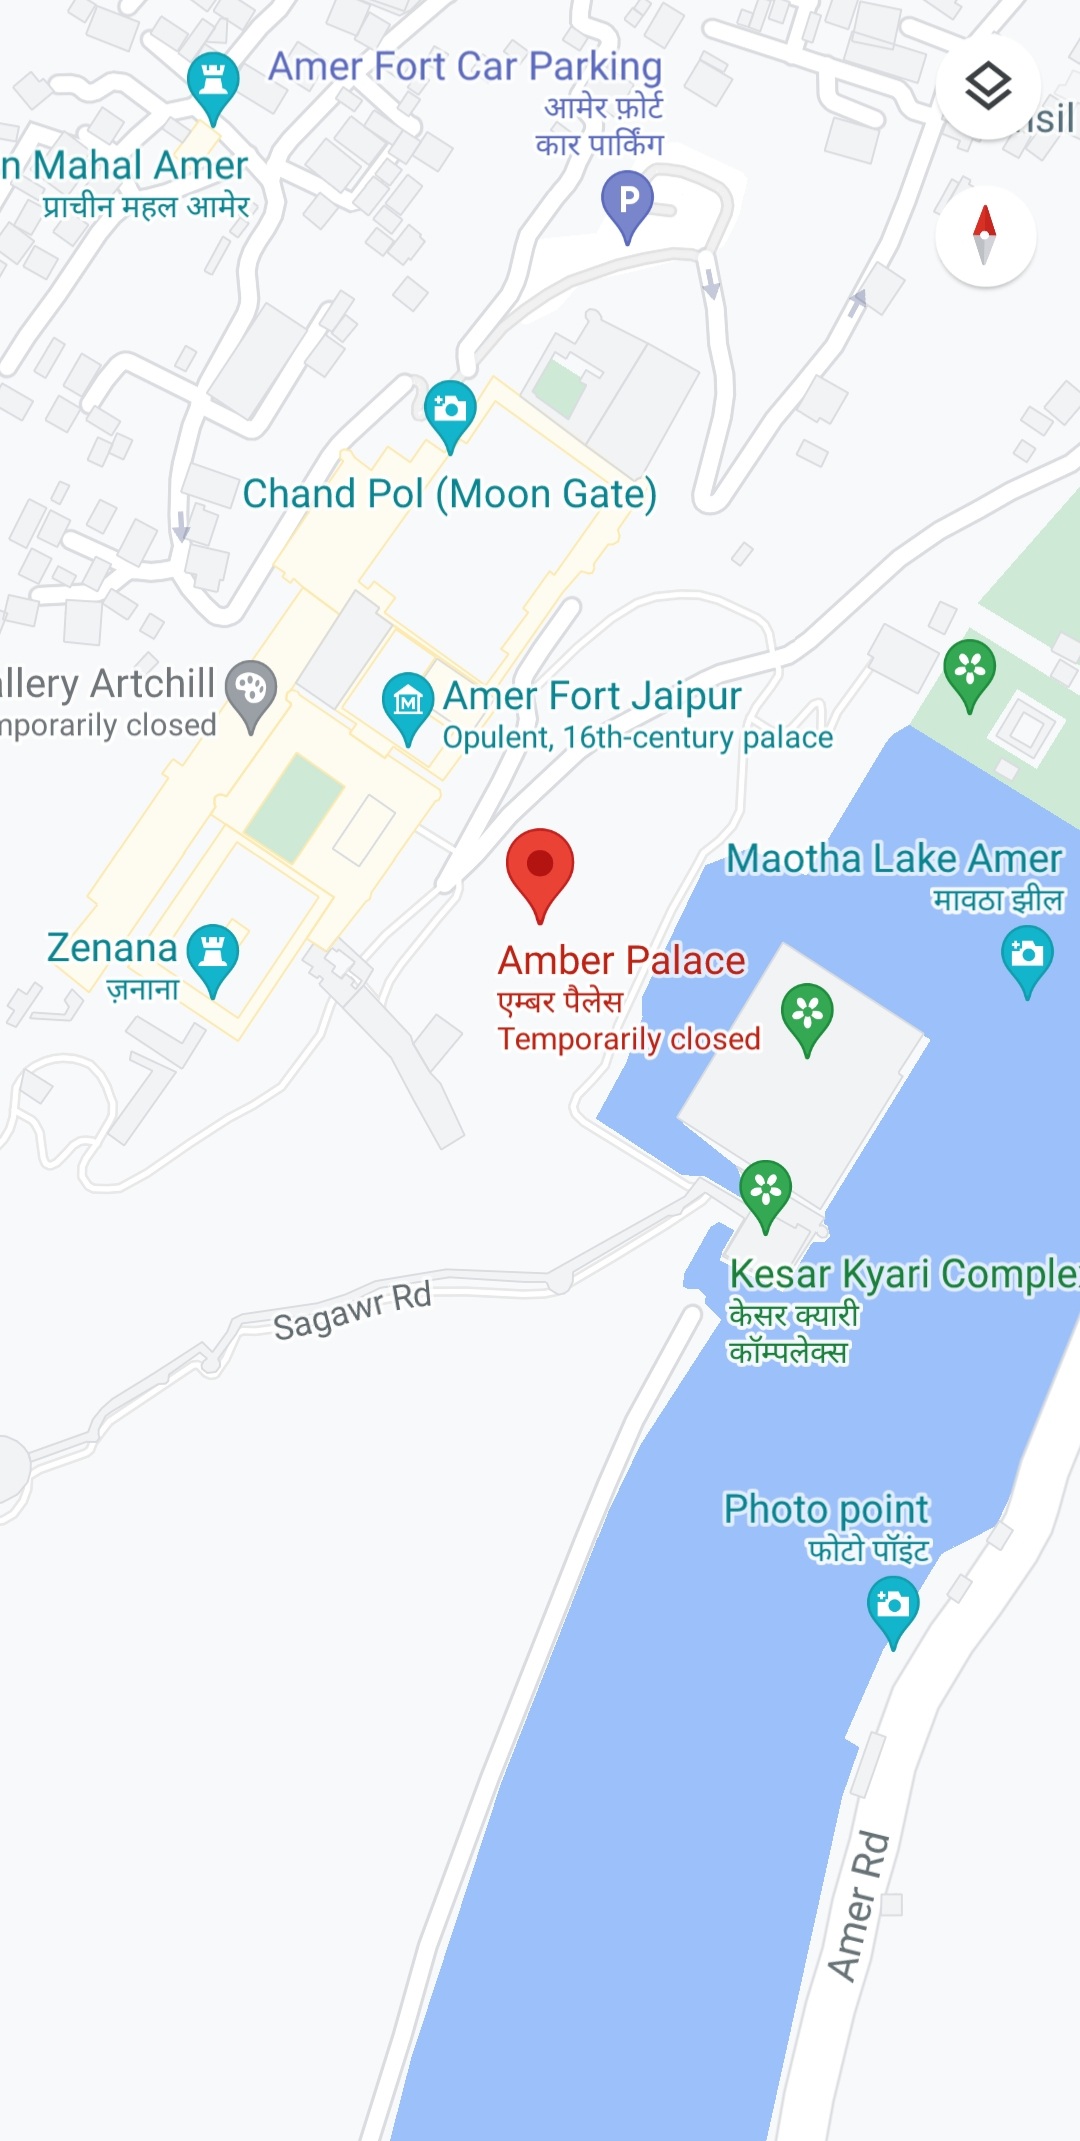 Amer Fort Car Parking
आमेर फ़ोर्ट
कार पार्किंग
P
n Mahal Amer
प्राचीन महल आमेर
Chand Pol (Moon Gate)
allery Artchill
mporarily closed
Amer Fort Jaipur
Opulent, 16th-century palace
Maotha Lake Amer
मावठा झील
Zenana
ज़नाना
Amber Palace
एम्बर पैलेस
Temporarily closed
Kesar Kyari Comple
केसर क्यारी
कॉम्पलेक्स
Sagawr Rd
Photo point
फोटो पॉइंट
Amer Rd